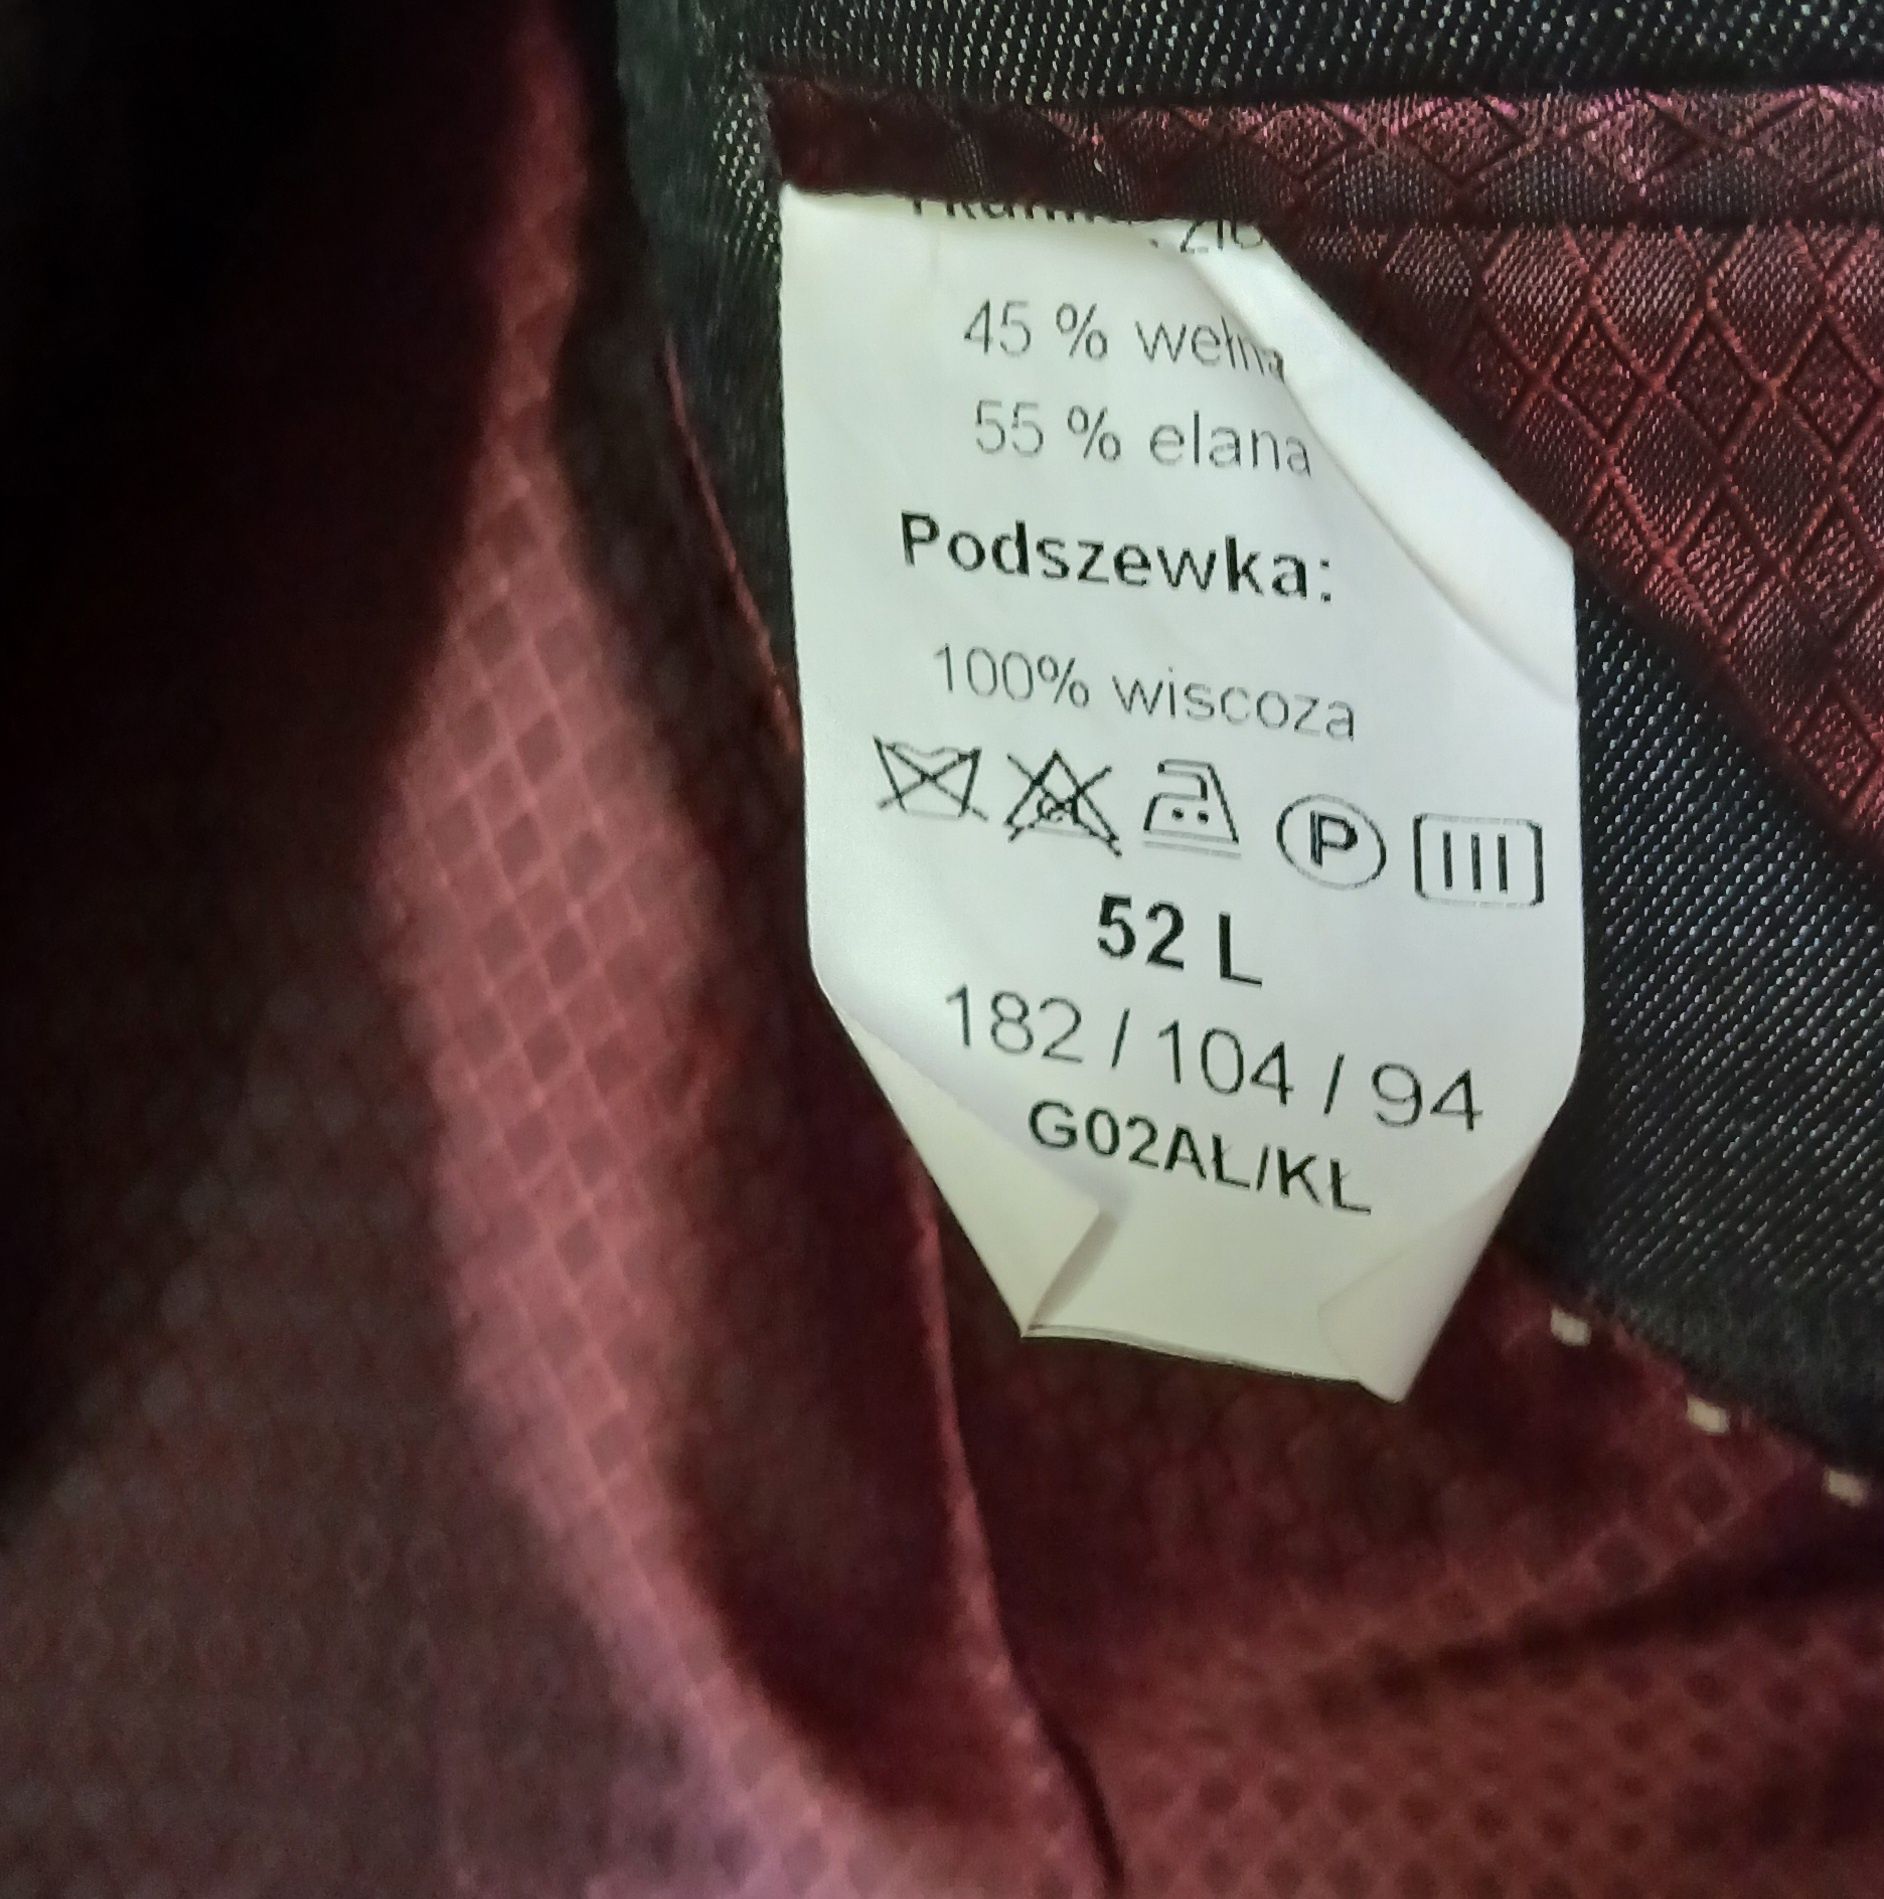 45 % wełna
55 % elana
Podszewka:
100% wiscoza
P
52 L
182 / 104 / 94
G02AŁ/KŁ